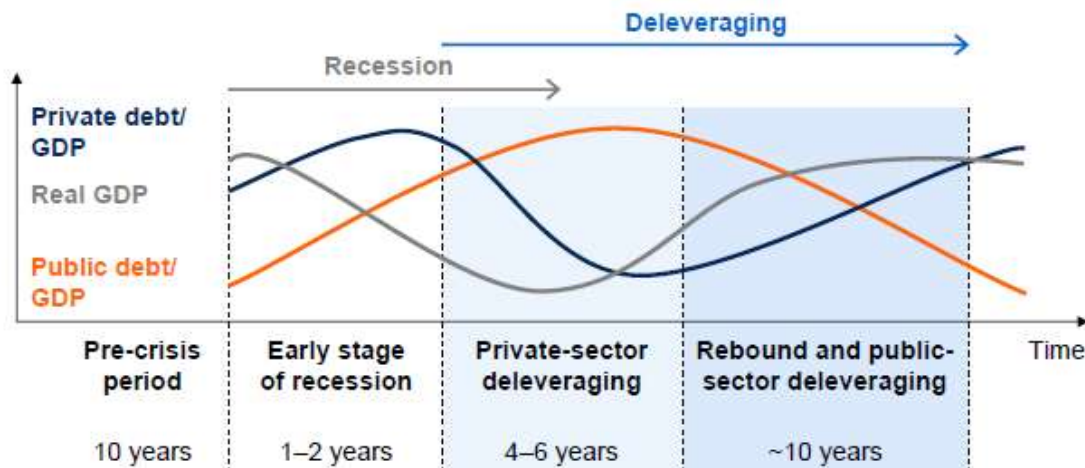 Deleveraging
Recession
Private debt/
GDP
Real GDP
Public debt/
GDP
Pre-crisis
period
Early stage
of recession
Private-sector
deleveraging
Rebound and public-
sector deleveraging
Time
10 years
1–2 years
4–6 years
~10 years